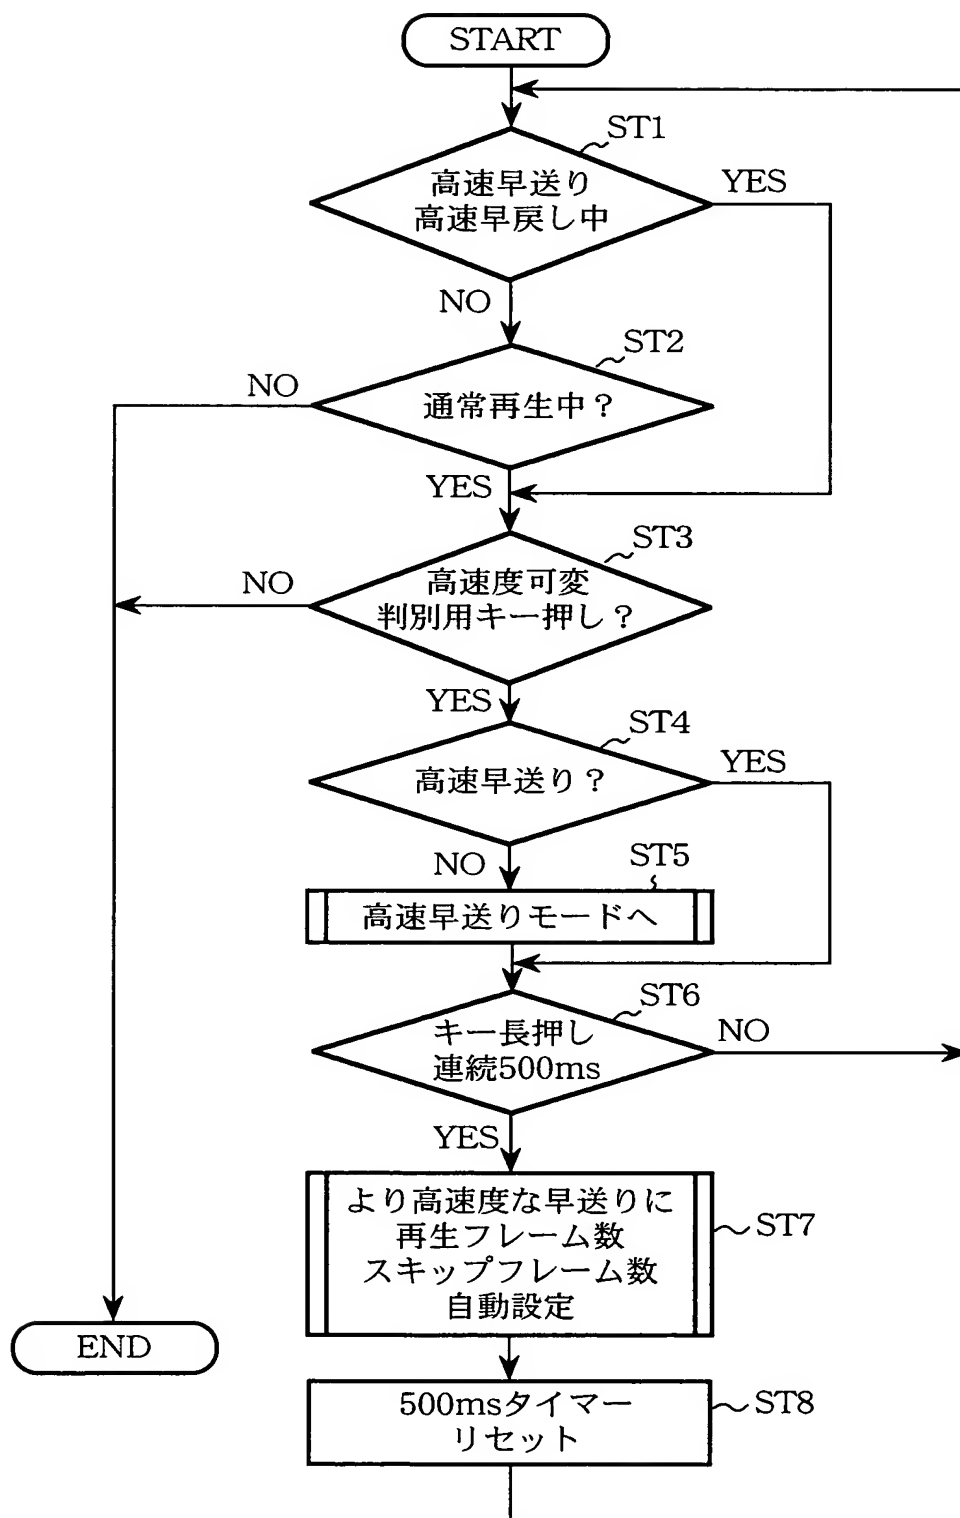 START
ST1
高速早送り
高速早戻し中
YES
NO
ST2
通常再生中？
NO
YES
ST3
高速度可変
判別用キー押し？
NO
YES
ST4
高速早送り？
YES
NO
ST5
高速早送りモードへ
ST6
キー長押し
連続500ms
NO
YES
より高速度な早送りに
再生フレーム数
スキップフレーム数
自動設定
ST7
END
500msタイマー
リセット
ST8